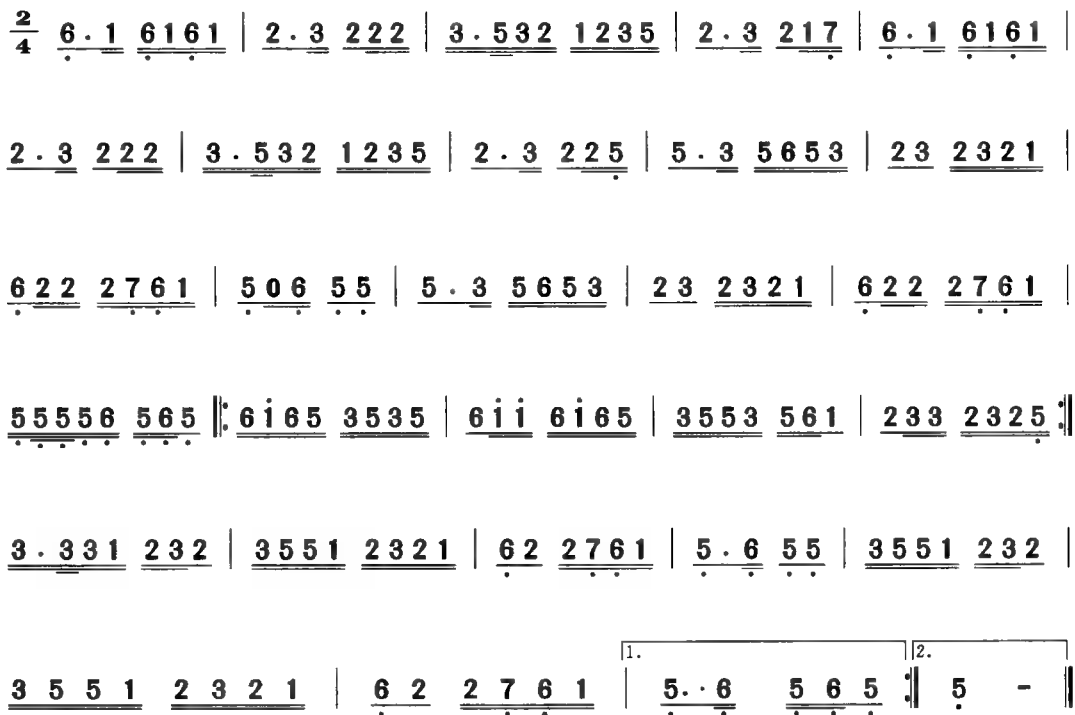 2/4 6·1 6161 | 2·3 222 | 3·532 1235 | 2·3 217 | 6·1 6161 |
2·3 222 | 3·532 1235 | 2·3 225 | 5·3 5653 | 23 2321 |
622 2761 | 506 55 | 5·3 5653 | 23 2321 | 622 2761 |
55556 565 ‖: 6i65 3535 | 6ii 6i65 | 3553 561 | 233 2325 :‖
3·331 232 | 3551 2321 | 62 2761 | 5·6 55 | 3551 232 |
1. 2.
3551 2321 | 62 2761 | 5··6 565 :‖ 5 - ‖